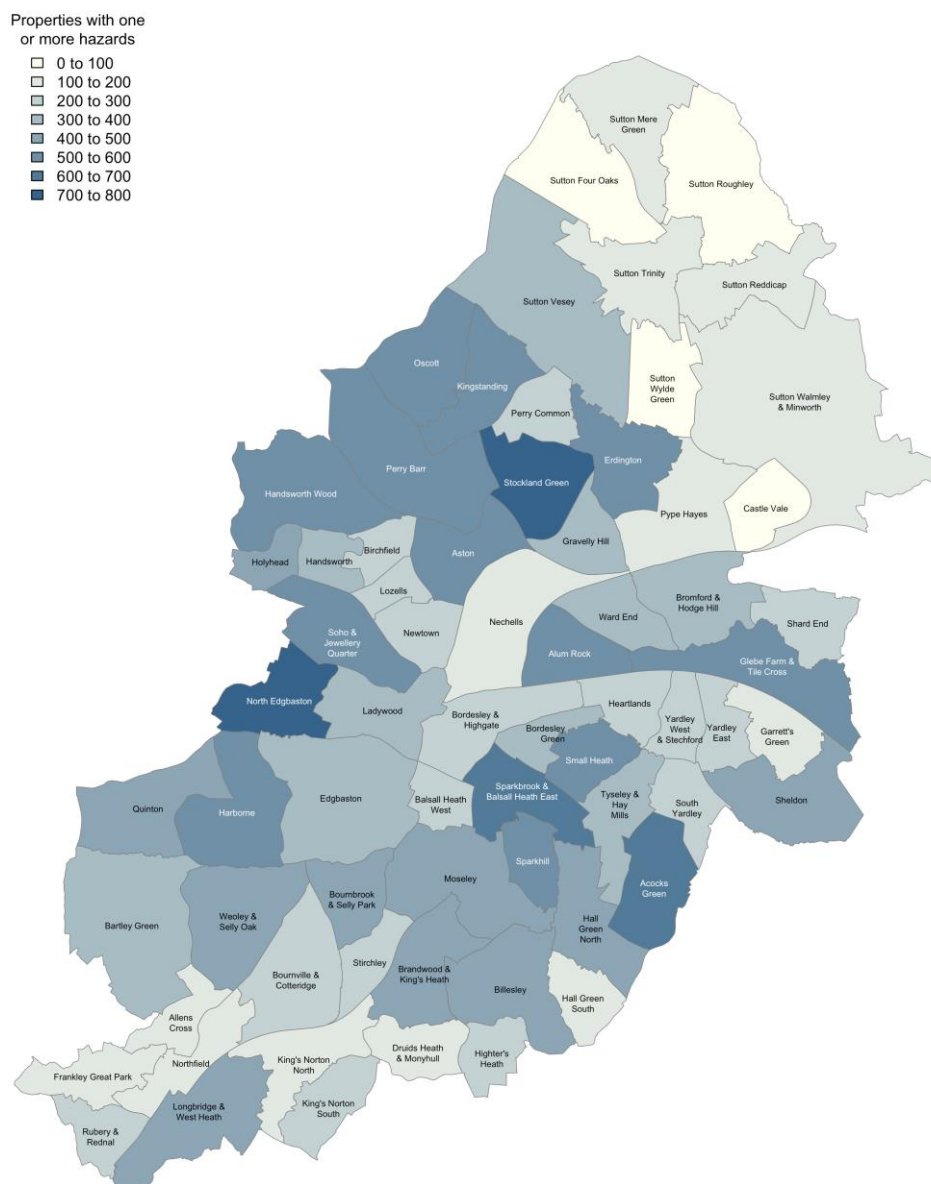 Properties with one
or more hazards
0 to 100
100 to 200
200 to 300
300 to 400
400 to 500
500 to 600
600 to 700
700 to 800
Sutton Mere
Green
Sutton Four Oaks
Sutton Roughley
Sutton Trinity
Sutton Reddicap
Sutton Vesey
Oscott
Kingstanding
Sutton
Wylde
Green
Sutton Walmley
& Minworth
Perry Common
Perry Barr
Stockland Green
Erdington
Handsworth Wood
Castle Vale
Pype Hayes
Gravelly Hill
Holyhead
Handsworth
Birchfield
Aston
Lozells
Newtown
Nechells
Ward End
Bromford &
Hodge Hill
Shard End
Soho &
Jewellery
Quarter
Alum Rock
Glebe Farm &
Tile Cross
North Edgbaston
Ladywood
Bordesley &
Highgate
Heartlands
Bordesley
Green
Yardley
West
& Stechford
Yardley
East
Garrett's
Green
Small Heath
Quinton
Harborne
Edgbaston
Balsall Heath
West
Sparkbrook &
Balsall Heath East
Tyseley &
Hay
Mills
South
Yardley
Sheldon
Sparkhill
Moseley
Acocks
Green
Bartley Green
Weoley &
Selly Oak
Bournbrook
& Selly Park
Hall
Green
North
Bournville &
Cotteridge
Stirchley
Brandwood &
King's Heath
Billesley
Hall Green
South
Allens
Cross
Northfield
Frankley Great Park
King's Norton
North
Druids Heath
& Monyhull
Highter's
Heath
Longbridge &
West Heath
King's Norton
South
Rubery &
Rednal